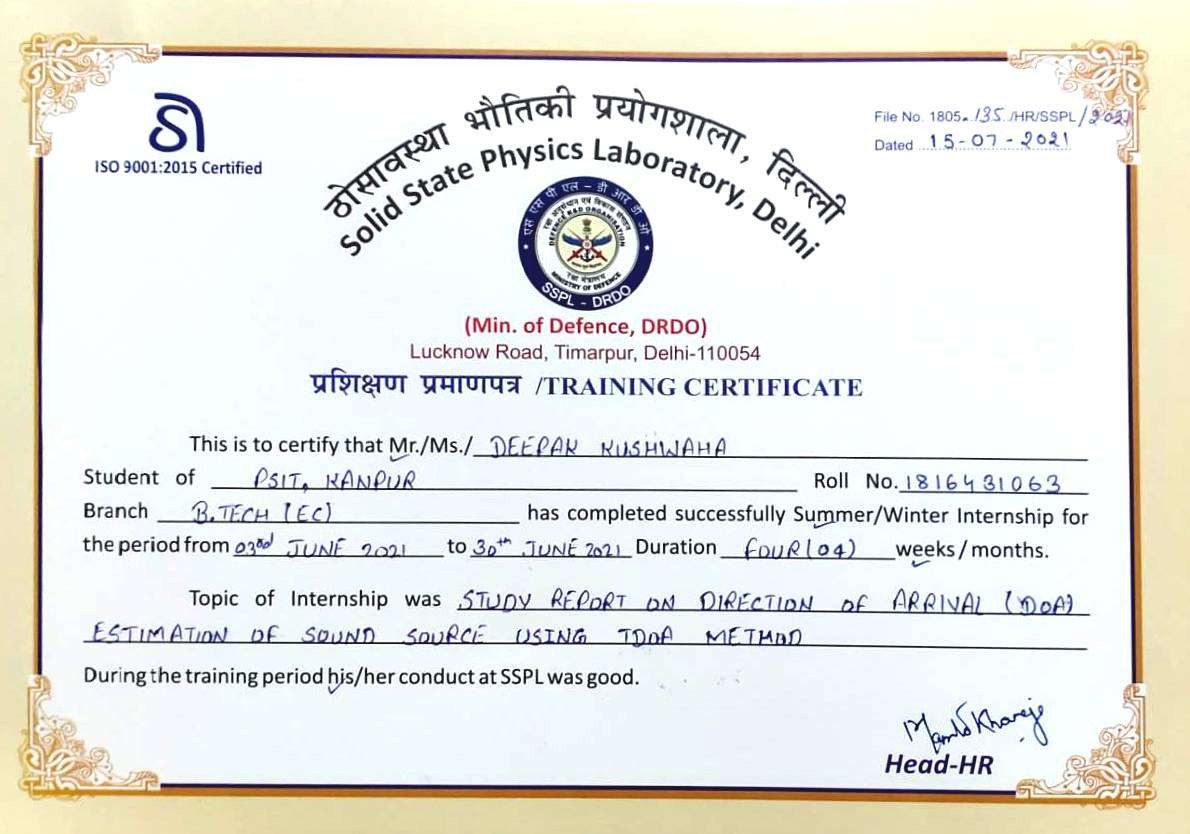 ISO 9001:2015 Certified
ठोसावस्था भौतिकी प्रयोगशाला, दिल्ली
Solid State Physics Laboratory, Delhi
File No. 1805. 135 /HR/SSPL/2021
Dated 15-07-2021
एस एस पी एल - डी आर डी ओ
रक्षा अनुसंधान एवं विकास संगठन
DEFENCE R&D ORGANISATION
रक्षा मंत्रालय
MINISTRY OF DEFENCE
SSPL - DRDO
(Min. of Defence, DRDO)
Lucknow Road, Timarpur, Delhi-110054
प्रशिक्षण प्रमाणपत्र /TRAINING CERTIFICATE
This is to certify that Mr./Ms./ DEEPAK KUSHWAHA
Student of PSIT, KANPUR Roll No. 1816431063
Branch B.TECH (EC) has completed successfully Summer/Winter Internship for
the period from 03rd JUNE 2021 to 30th JUNE 2021 Duration FOUR (04) weeks / months.
Topic of Internship was STUDY REPORT ON DIRECTION OF ARRIVAL (DOA)
ESTIMATION OF SOUND SOURCE USING TDOA METHOD
During the training period his/her conduct at SSPL was good.
Head-HR